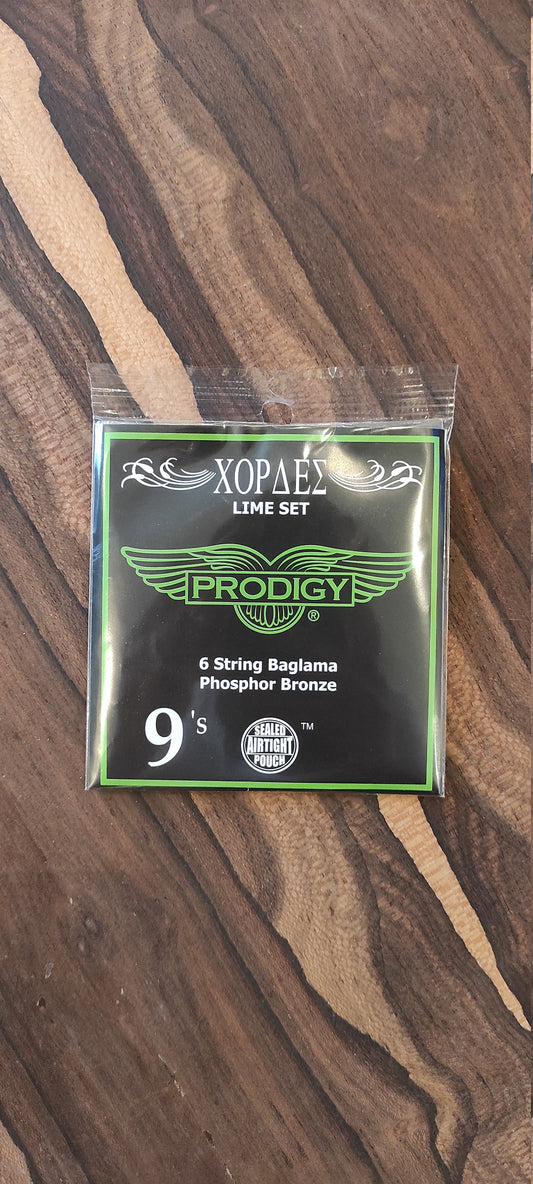 ΧΟΡΔΕΣ
LIME SET
PRODIGY
®
6 String Baglama
Phosphor Bronze
9's
SEALED
AIRTIGHT
POUCH
™